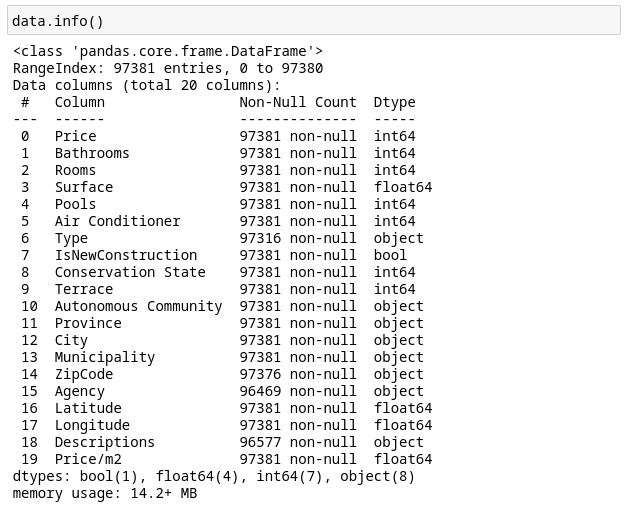 data.info()
<class 'pandas.core.frame.DataFrame'>
RangeIndex: 97381 entries, 0 to 97380
Data columns (total 20 columns):
 #   Column                Non-Null Count  Dtype
---  ------                --------------  -----
 0   Price                 97381 non-null  int64
 1   Bathrooms             97381 non-null  int64
 2   Rooms                 97381 non-null  int64
 3   Surface               97381 non-null  float64
 4   Pools                 97381 non-null  int64
 5   Air Conditioner       97381 non-null  int64
 6   Type                  97316 non-null  object
 7   IsNewConstruction     97381 non-null  bool
 8   Conservation State    97381 non-null  int64
 9   Terrace               97381 non-null  int64
 10  Autonomous Community  97381 non-null  object
 11  Province              97381 non-null  object
 12  City                  97381 non-null  object
 13  Municipality          97381 non-null  object
 14  ZipCode               97376 non-null  object
 15  Agency                96469 non-null  object
 16  Latitude              97381 non-null  float64
 17  Longitude             97381 non-null  float64
 18  Descriptions          96577 non-null  object
 19  Price/m2              97381 non-null  float64
dtypes: bool(1), float64(4), int64(7), object(8)
memory usage: 14.2+ MB